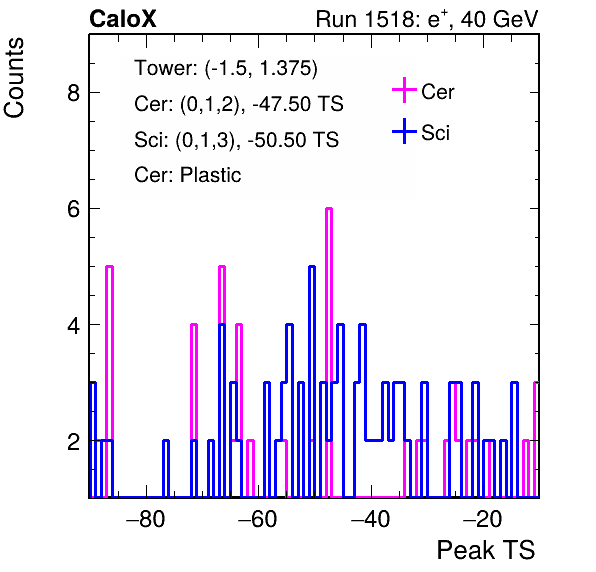 CaloX Run 1518: e+, 40 GeV
Counts
Tower: (-1.5, 1.375)
Cer: (0,1,2), -47.50 TS
Sci: (0,1,3), -50.50 TS
Cer: Plastic
Cer
Sci
8
6
4
2
−80 −60 −40 −20
Peak TS